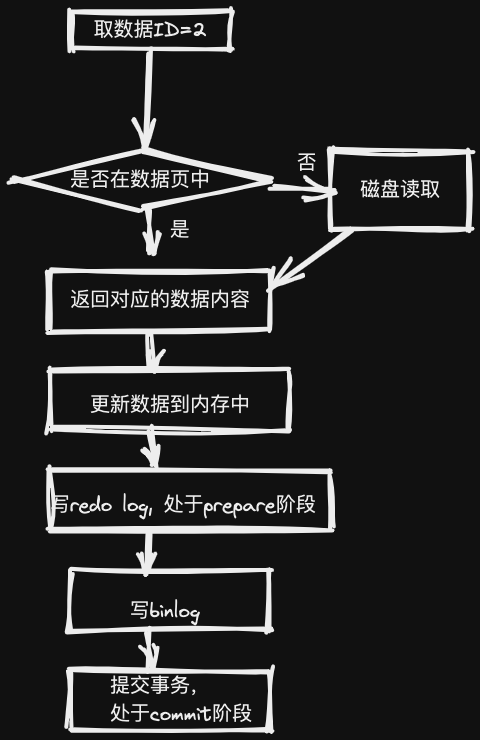 取数据ID=2
是否在数据页中
否
磁盘读取
是
返回对应的数据内容
更新数据到内存中
写redo log, 处于prepare阶段
写binlog
提交事务,
处于commit阶段